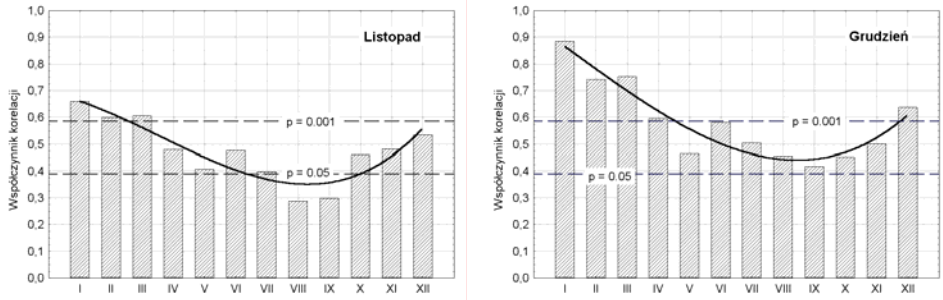 Współczynnik korelacji
1,0
0,9
0,8
0,7
0,6
0,5
0,4
0,3
0,2
0,1
0,0
Listopad
p = 0.001
p = 0.05
I II III IV V VI VII VIII IX X XI XII
Współczynnik korelacji
1,0
0,9
0,8
0,7
0,6
0,5
0,4
0,3
0,2
0,1
0,0
Grudzień
p = 0.001
p = 0.05
I II III IV V VI VII VIII IX X XI XII